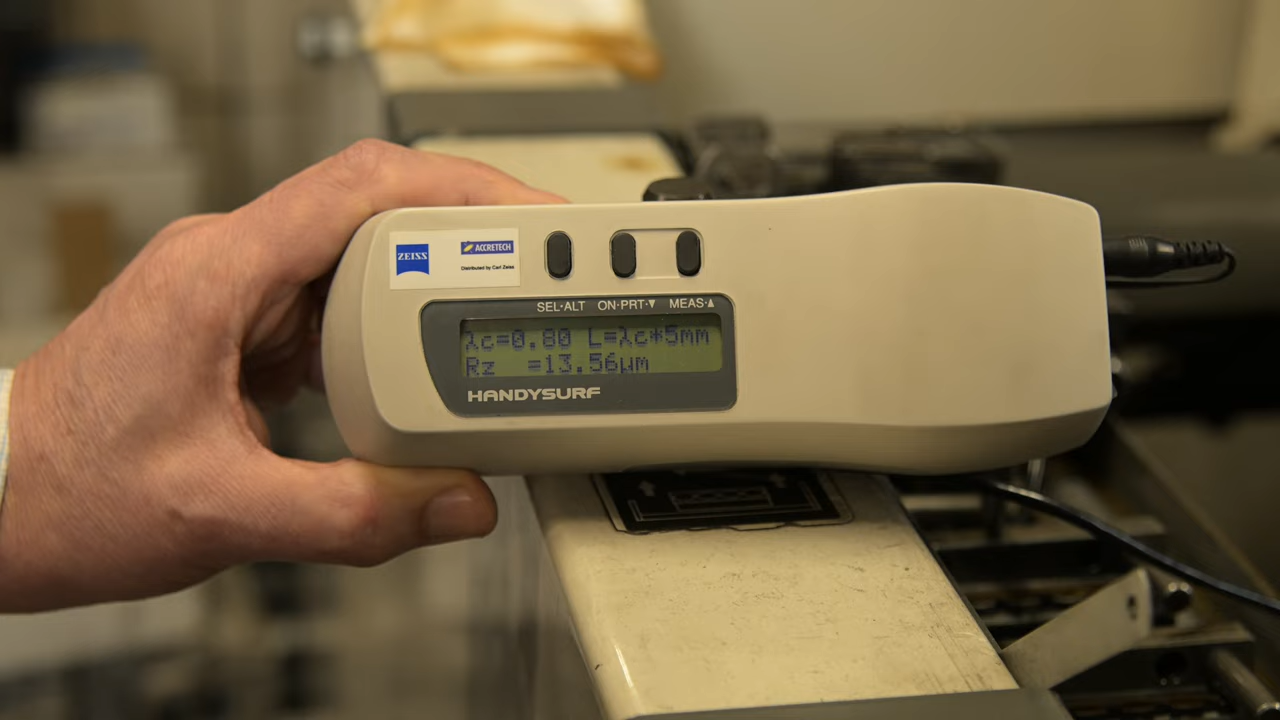 ZEISS
ACCRETECH
Distributed by Carl Zeiss
SEL•ALT ON•PRT•▼ MEAS•▲
λc=0.80 L=λc*5mm
Rz =13.56µm
HANDYSURF